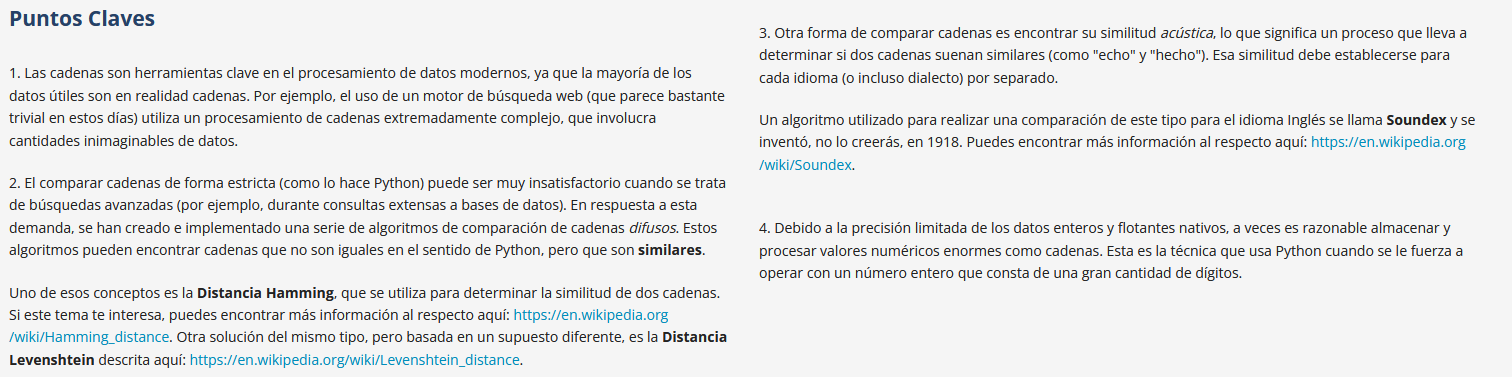 Puntos Claves
1. Las cadenas son herramientas clave en el procesamiento de datos modernos, ya que la mayoría de los
datos útiles son en realidad cadenas. Por ejemplo, el uso de un motor de búsqueda web (que parece bastante
trivial en estos días) utiliza un procesamiento de cadenas extremadamente complejo, que involucra
cantidades inimaginables de datos.
2. El comparar cadenas de forma estricta (como lo hace Python) puede ser muy insatisfactorio cuando se trata
de búsquedas avanzadas (por ejemplo, durante consultas extensas a bases de datos). En respuesta a esta
demanda, se han creado e implementado una serie de algoritmos de comparación de cadenas difusos. Estos
algoritmos pueden encontrar cadenas que no son iguales en el sentido de Python, pero que son similares.
Uno de esos conceptos es la Distancia Hamming, que se utiliza para determinar la similitud de dos cadenas.
Si este tema te interesa, puedes encontrar más información al respecto aquí: https://en.wikipedia.org
/wiki/Hamming_distance. Otra solución del mismo tipo, pero basada en un supuesto diferente, es la Distancia
Levenshtein descrita aquí: https://en.wikipedia.org/wiki/Levenshtein_distance.
3. Otra forma de comparar cadenas es encontrar su similitud acústica, lo que significa un proceso que lleva a
determinar si dos cadenas suenan similares (como "echo" y "hecho"). Esa similitud debe establecerse para
cada idioma (o incluso dialecto) por separado.
Un algoritmo utilizado para realizar una comparación de este tipo para el idioma Inglés se llama Soundex y se
inventó, no lo creerás, en 1918. Puedes encontrar más información al respecto aquí: https://en.wikipedia.org
/wiki/Soundex.
4. Debido a la precisión limitada de los datos enteros y flotantes nativos, a veces es razonable almacenar y
procesar valores numéricos enormes como cadenas. Esta es la técnica que usa Python cuando se le fuerza a
operar con un número entero que consta de una gran cantidad de dígitos.